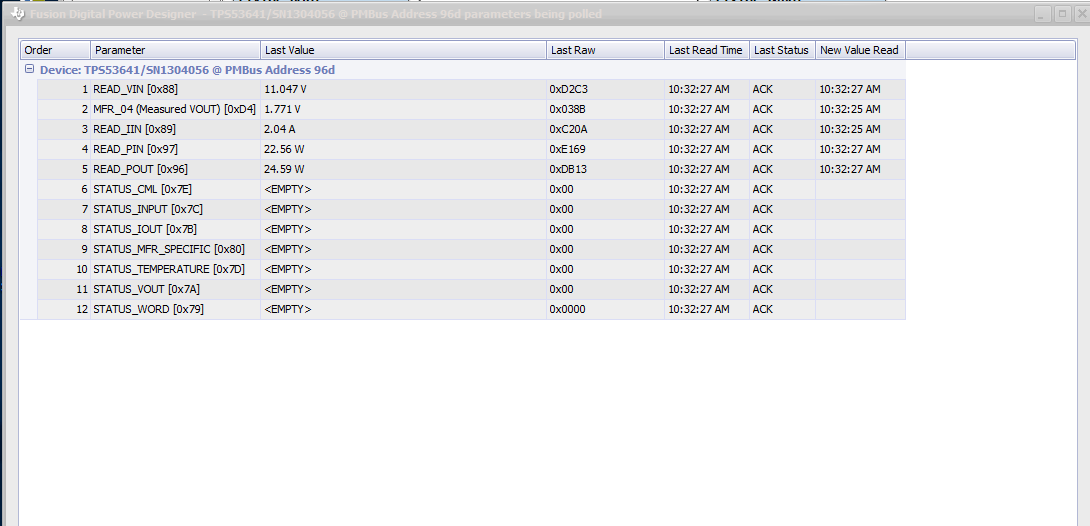 Fusion Digital Power Designer - TPS53641/SN1304056 @ PMBus Address 96d parameters being polled
Order Parameter Last Value Last Raw Last Read Time Last Status New Value Read
Device: TPS53641/SN1304056 @ PMBus Address 96d
1 READ_VIN [0x88] 11.047 V 0xD2C3 10:32:27 AM ACK 10:32:27 AM
2 MFR_04 (Measured VOUT) [0xD4] 1.771 V 0x038B 10:32:27 AM ACK 10:32:25 AM
3 READ_IIN [0x89] 2.04 A 0xC20A 10:32:27 AM ACK 10:32:25 AM
4 READ_PIN [0x97] 22.56 W 0xE169 10:32:27 AM ACK 10:32:27 AM
5 READ_POUT [0x96] 24.59 W 0xDB13 10:32:27 AM ACK 10:32:27 AM
6 STATUS_CML [0x7E] <EMPTY> 0x00 10:32:27 AM ACK
7 STATUS_INPUT [0x7C] <EMPTY> 0x00 10:32:27 AM ACK
8 STATUS_IOUT [0x7B] <EMPTY> 0x00 10:32:27 AM ACK
9 STATUS_MFR_SPECIFIC [0x80] <EMPTY> 0x00 10:32:27 AM ACK
10 STATUS_TEMPERATURE [0x7D] <EMPTY> 0x00 10:32:27 AM ACK
11 STATUS_VOUT [0x7A] <EMPTY> 0x00 10:32:27 AM ACK
12 STATUS_WORD [0x79] <EMPTY> 0x0000 10:32:27 AM ACK